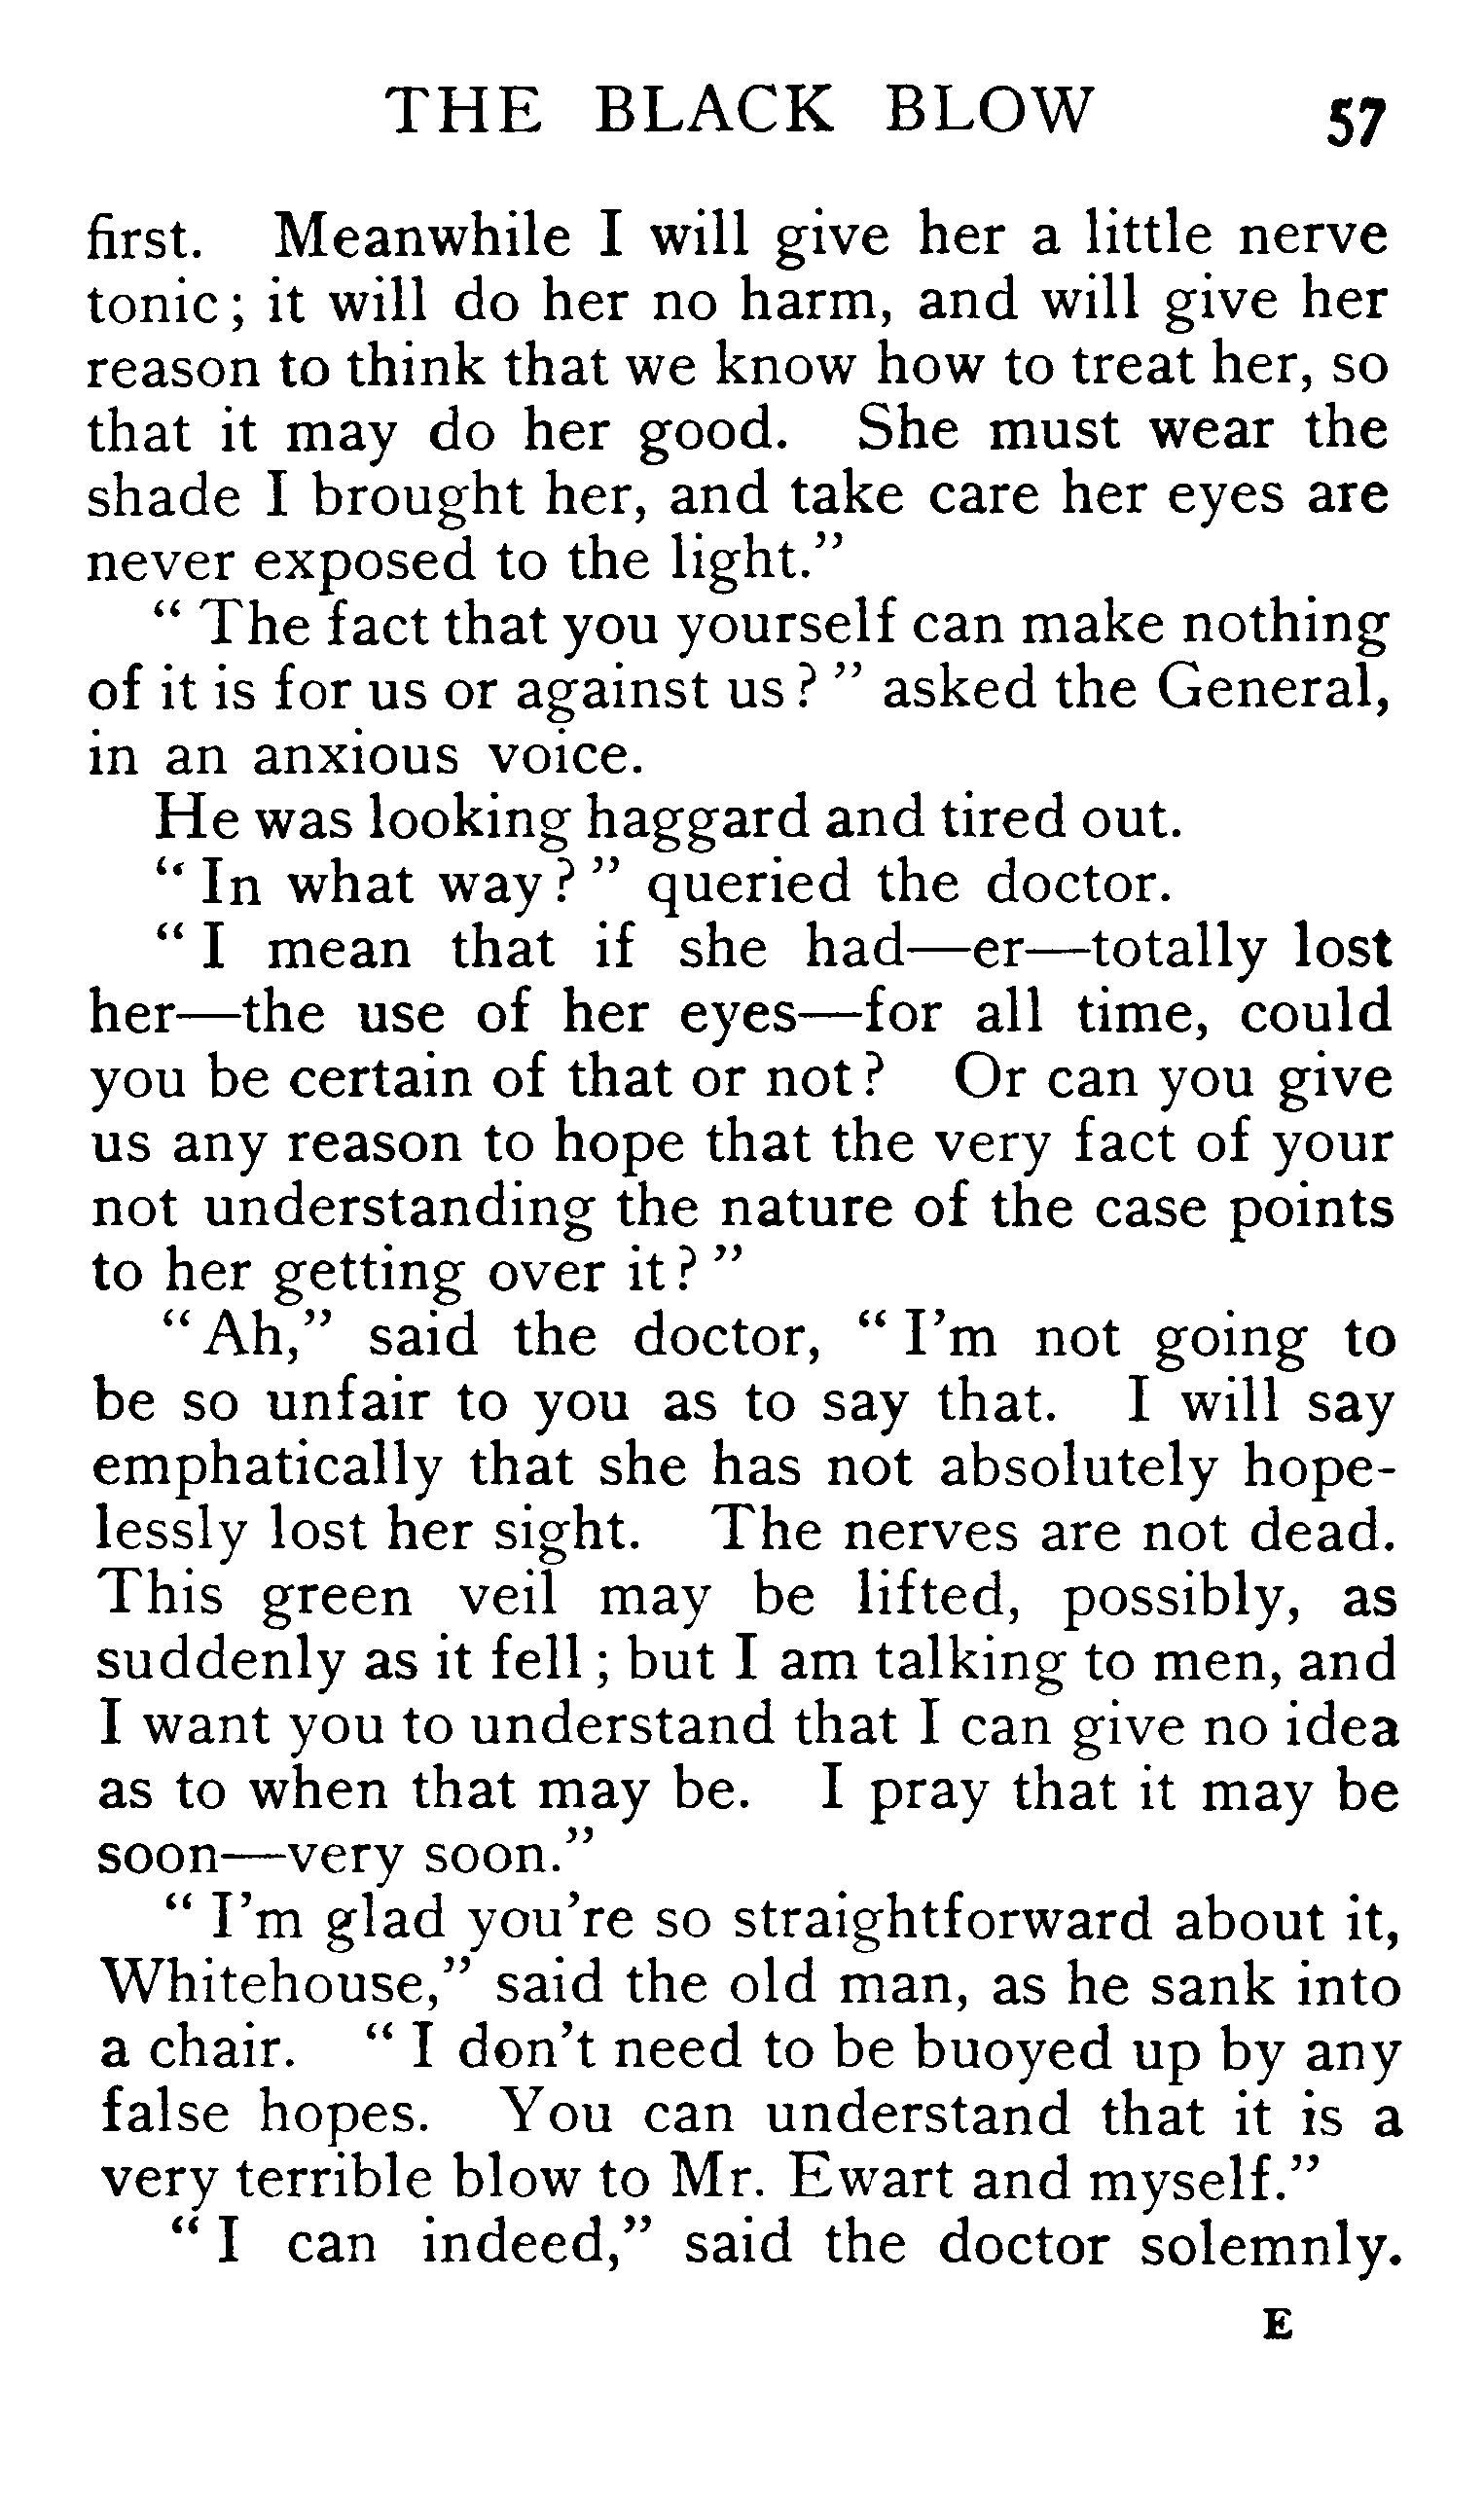 THE BLACK BLOW 57
first. Meanwhile I will give her a little nerve
tonic; it will do her no harm, and will give her
reason to think that we know how to treat her, so
that it may do her good. She must wear the
shade I brought her, and take care her eyes are
never exposed to the light.”
“The fact that you yourself can make nothing
of it is for us or against us?” asked the General,
in an anxious voice.
He was looking haggard and tired out.
“In what way?” queried the doctor.
“I mean that if she had—er—totally lost
her—the use of her eyes—for all time, could
you be certain of that or not? Or can you give
us any reason to hope that the very fact of your
not understanding the nature of the case points
to her getting over it?”
“Ah,” said the doctor, “I’m not going to
be so unfair to you as to say that. I will say
emphatically that she has not absolutely hope-
lessly lost her sight. The nerves are not dead.
This green veil may be lifted, possibly, as
suddenly as it fell; but I am talking to men, and
I want you to understand that I can give no idea
as to when that may be. I pray that it may be
soon—very soon.”
“I’m glad you’re so straightforward about it,
Whitehouse,” said the old man, as he sank into
a chair. “I don’t need to be buoyed up by any
false hopes. You can understand that it is a
very terrible blow to Mr. Ewart and myself.”
“I can indeed,” said the doctor solemnly.
E